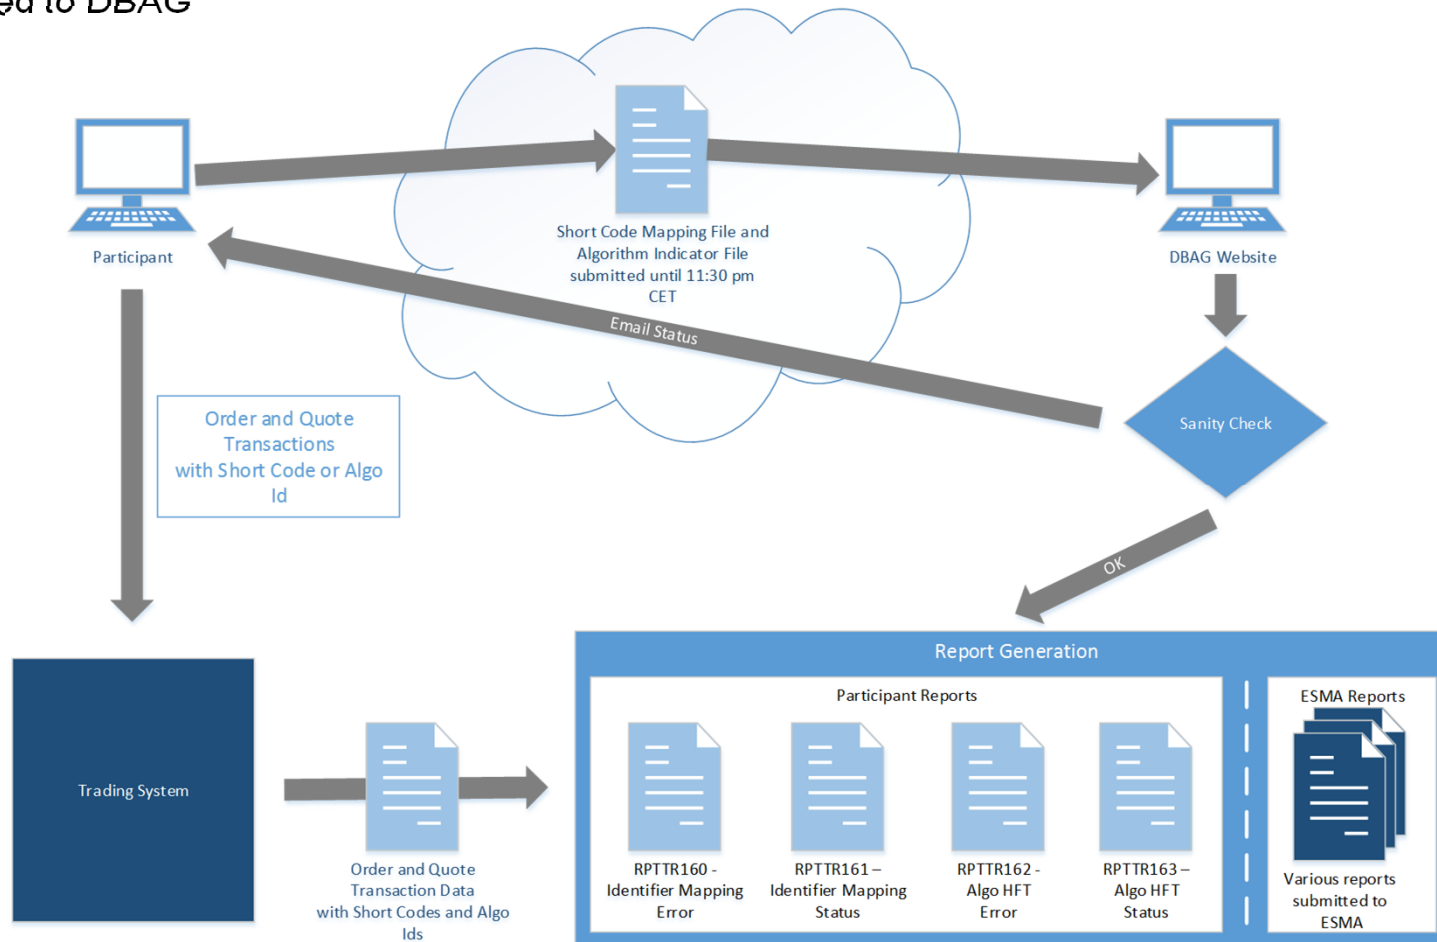 ed to DBAG
Participant
Short Code Mapping File and
Algorithm Indicator File
submitted until 11:30 pm
CET
DBAG Website
Email Status
Sanity Check
Order and Quote
Transactions
with Short Code or Algo
Id
OK
Trading System
Order and Quote
Transaction Data
with Short Codes and Algo
Ids
Report Generation
Participant Reports
RPTTR160 -
Identifier Mapping
Error
RPTTR161 –
Identifier Mapping
Status
RPTTR162 -
Algo HFT
Error
RPTTR163 –
Algo HFT
Status
ESMA Reports
Various reports
submitted to
ESMA